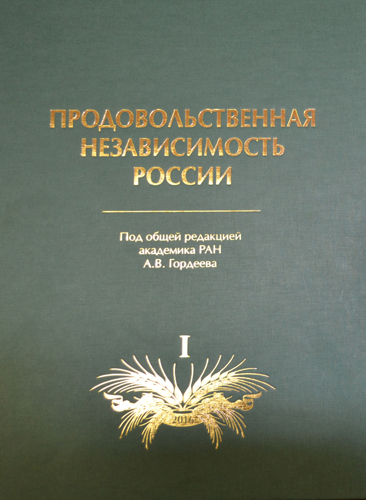 ПРОДОВОЛЬСТВЕННАЯ
НЕЗАВИСИМОСТЬ
РОССИИ
Под общей редакцией
академика РАН
А.В. Гордеева
I
2016